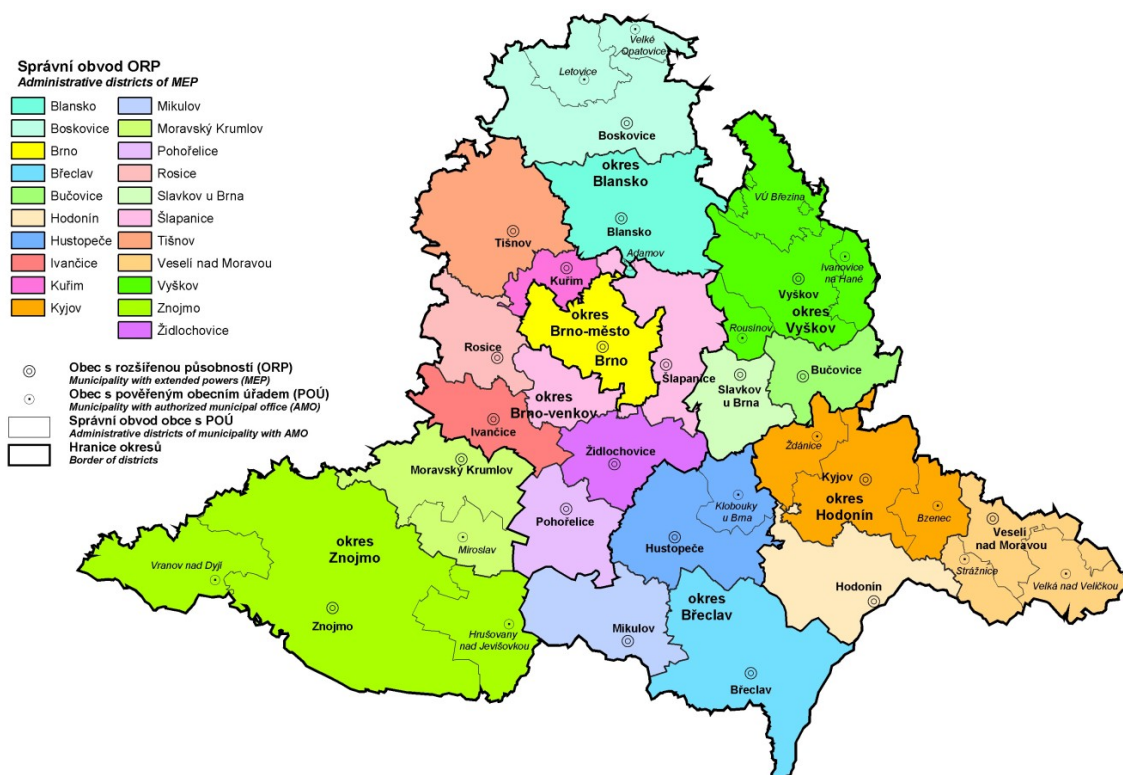 Správní obvod ORP
Administrative districts of MEP
Blansko
Boskovice
Brno
Břeclav
Bučovice
Hodonín
Hustopeče
Ivančice
Kuřim
Kyjov
Mikulov
Moravský Krumlov
Pohořelice
Rosice
Slavkov u Brna
Šlapanice
Tišnov
Veselí nad Moravou
Vyškov
Znojmo
Židlochovice
Obec s rozšířenou působností (ORP)
Municipality with extended powers (MEP)
Obec s pověřeným obecním úřadem (POÚ)
Municipality with authorized municipal office (AMO)
Správní obvod obce s POÚ
Administrative districts of municipality with AMO
Hranice okresů
Border of districts
Velké
Opatovice
Letovice
Boskovice
okres
Blansko
Blansko
Adamov
VÚ Březina
Ivanovice
na Hané
Vyškov
okres
Vyškov
Rousínov
Tišnov
Kuřim
okres
Brno-město
Brno
Rosice
Šlapanice
Slavkov
u Brna
Bučovice
okres
Brno-venkov
Ivančice
Židlochovice
Moravský Krumlov
Ždánice
Kyjov
okres
Hodonín
Bzenec
Klobouky
u Brna
Pohořelice
Hustopeče
Veselí
nad Moravou
Strážnice
Velká nad Veličkou
okres
Znojmo
Miroslav
Vranov nad Dyjí
Znojmo
Hrušovany
nad Jevišovkou
Hodonín
okres
Břeclav
Mikulov
Břeclav